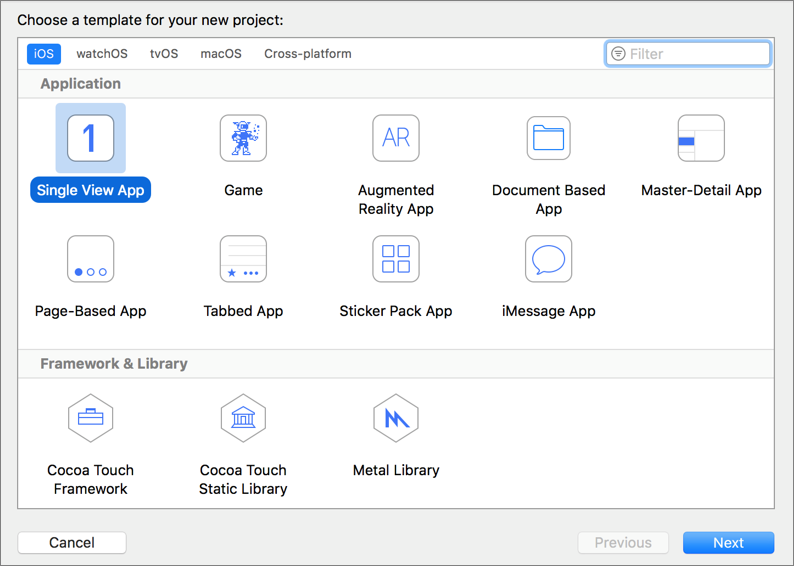 Choose a template for your new project:
iOS watchOS tvOS macOS Cross-platform Filter
Application
1 AR
Single View App Game Augmented Reality App Document Based App Master-Detail App
Page-Based App Tabbed App Sticker Pack App iMessage App
Framework & Library
Cocoa Touch Framework Cocoa Touch Static Library Metal Library
Cancel Previous Next